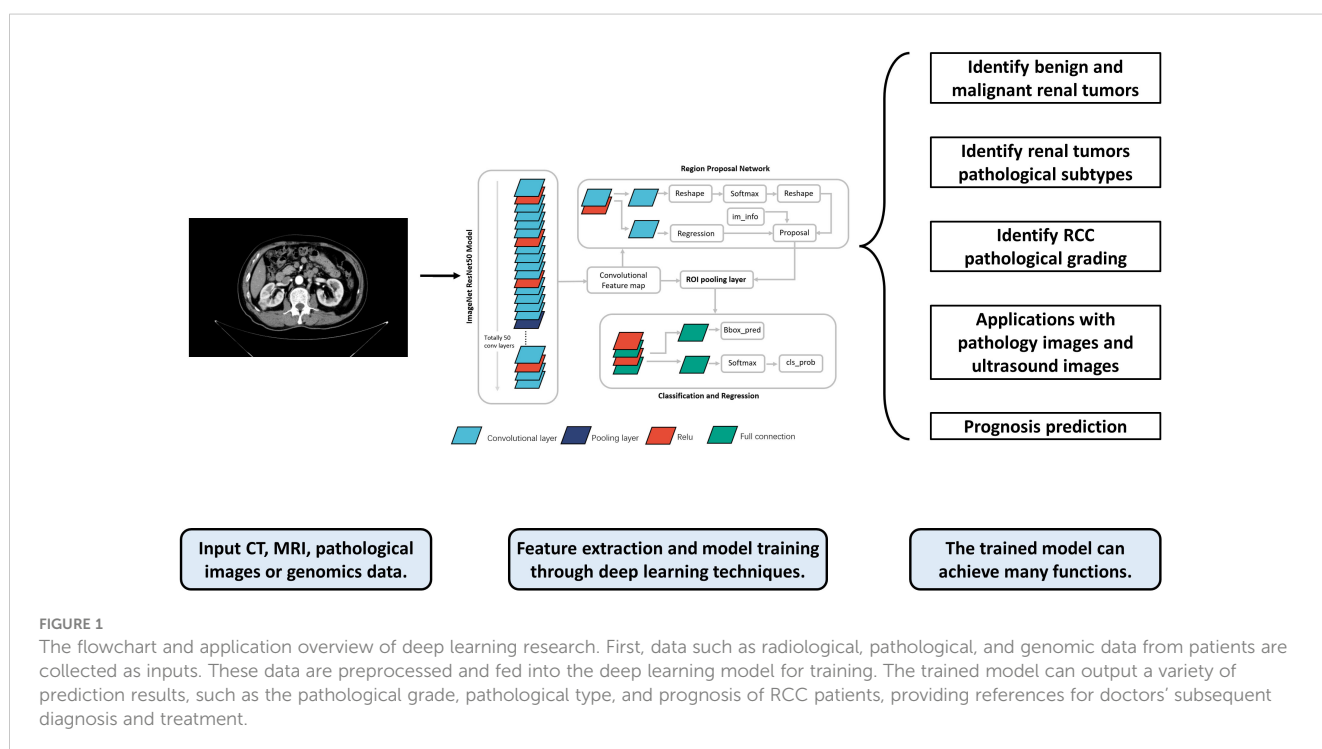 Identify benign and
malignant renal tumors
Identify renal tumors
pathological subtypes
Identify RCC
pathological grading
Applications with
pathology images and
ultrasound images
Prognosis prediction
ImageNet ResNet50 Model
Totally 50
conv layers
Region Proposal Network
Reshape
Softmax
Reshape
im_info
Regression
Proposal
Convolutional
Feature map
ROI pooling layer
Bbox_pred
Softmax
cls_prob
Classification and Regression
Convolutional layer
Pooling layer
Relu
Full connection
Input CT, MRI, pathological
images or genomics data.
Feature extraction and model training
through deep learning techniques.
The trained model can
achieve many functions.
FIGURE 1
The flowchart and application overview of deep learning research. First, data such as radiological, pathological, and genomic data from patients are
collected as inputs. These data are preprocessed and fed into the deep learning model for training. The trained model can output a variety of
prediction results, such as the pathological grade, pathological type, and prognosis of RCC patients, providing references for doctors’ subsequent
diagnosis and treatment.